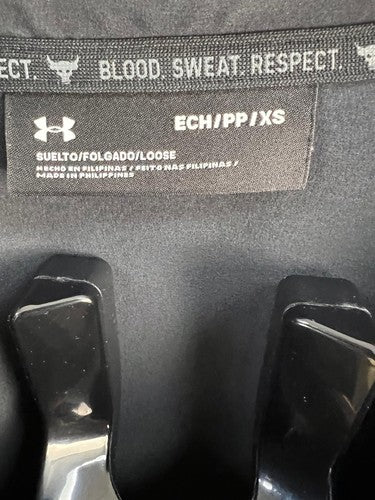 ECT. BLOOD. SWEAT. RESPECT.
ECH/PP/XS
SUELTO/FOLGADO/LOOSE
HECHO EN FILIPINAS / FEITO NAS FILIPINAS /
MADE IN PHILIPPINES